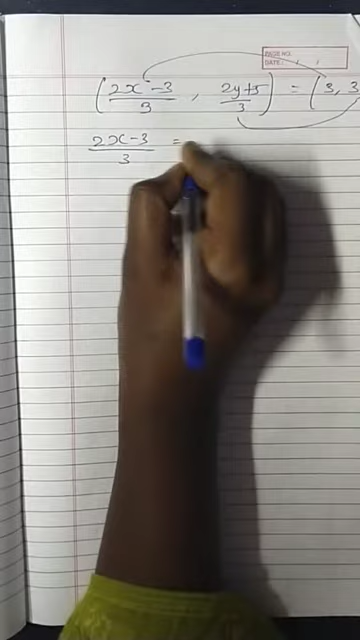 PAGE NO.
DATE: / /
(2x-3/3, 2y+5/3) = (3, 3
2x-3/3 =